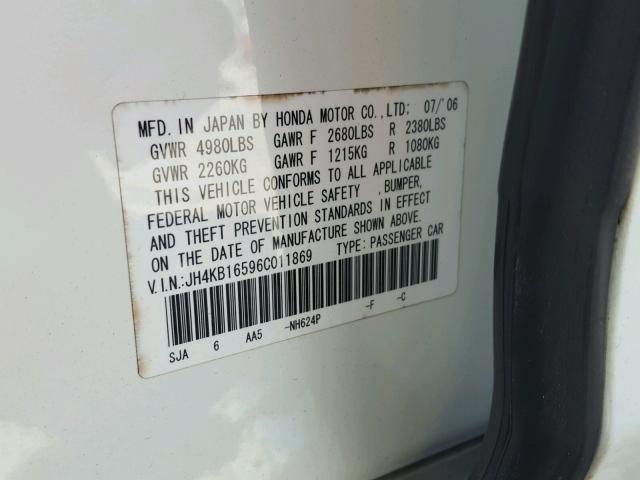 MFD. IN JAPAN BY HONDA MOTOR CO.,LTD: 07/'06
GVWR 4980LBS GAWR F 2680LBS R 2380LBS
GVWR 2260KG GAWR F 1215KG R 1080KG
THIS VEHICLE CONFORMS TO ALL APPLICABLE
FEDERAL MOTOR VEHICLE SAFETY ,BUMPER,
AND THEFT PREVENTION STANDARDS IN EFFECT
ON THE DATE OF MANUFACTURE SHOWN ABOVE.
V.I.N.:JH4KB16596C011869 TYPE: PASSENGER CAR
SJA 6 AA5 -NH624P -F -C